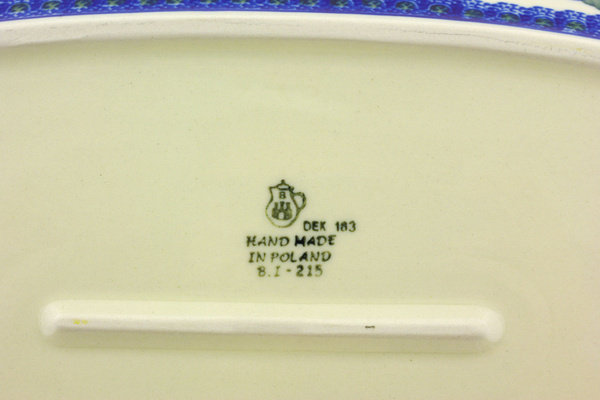 B
DEK 183
HAND MADE
IN POLAND
B.I-215